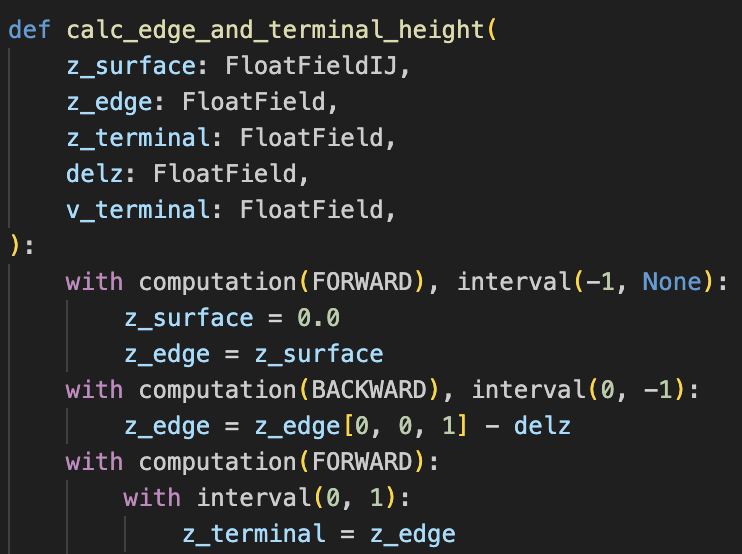 def calc_edge_and_terminal_height(
    z_surface: FloatFieldIJ,
    z_edge: FloatField,
    z_terminal: FloatField,
    delz: FloatField,
    v_terminal: FloatField,
):
    with computation(FORWARD), interval(-1, None):
        z_surface = 0.0
        z_edge = z_surface
    with computation(BACKWARD), interval(0, -1):
        z_edge = z_edge[0, 0, 1] - delz
    with computation(FORWARD):
        with interval(0, 1):
            z_terminal = z_edge